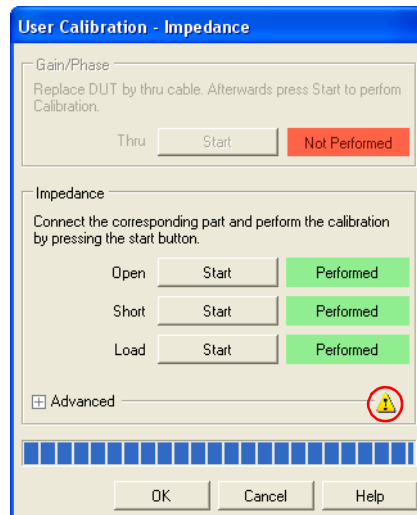 User Calibration - Impedance
Gain/Phase
Replace DUT by thru cable. Afterwards press Start to perfom
Calibration.
Thru Start Not Performed
Impedance
Connect the corresponding part and perform the calibration
by pressing the start button.
Open Start Performed
Short Start Performed
Load Start Performed
Advanced
OK Cancel Help